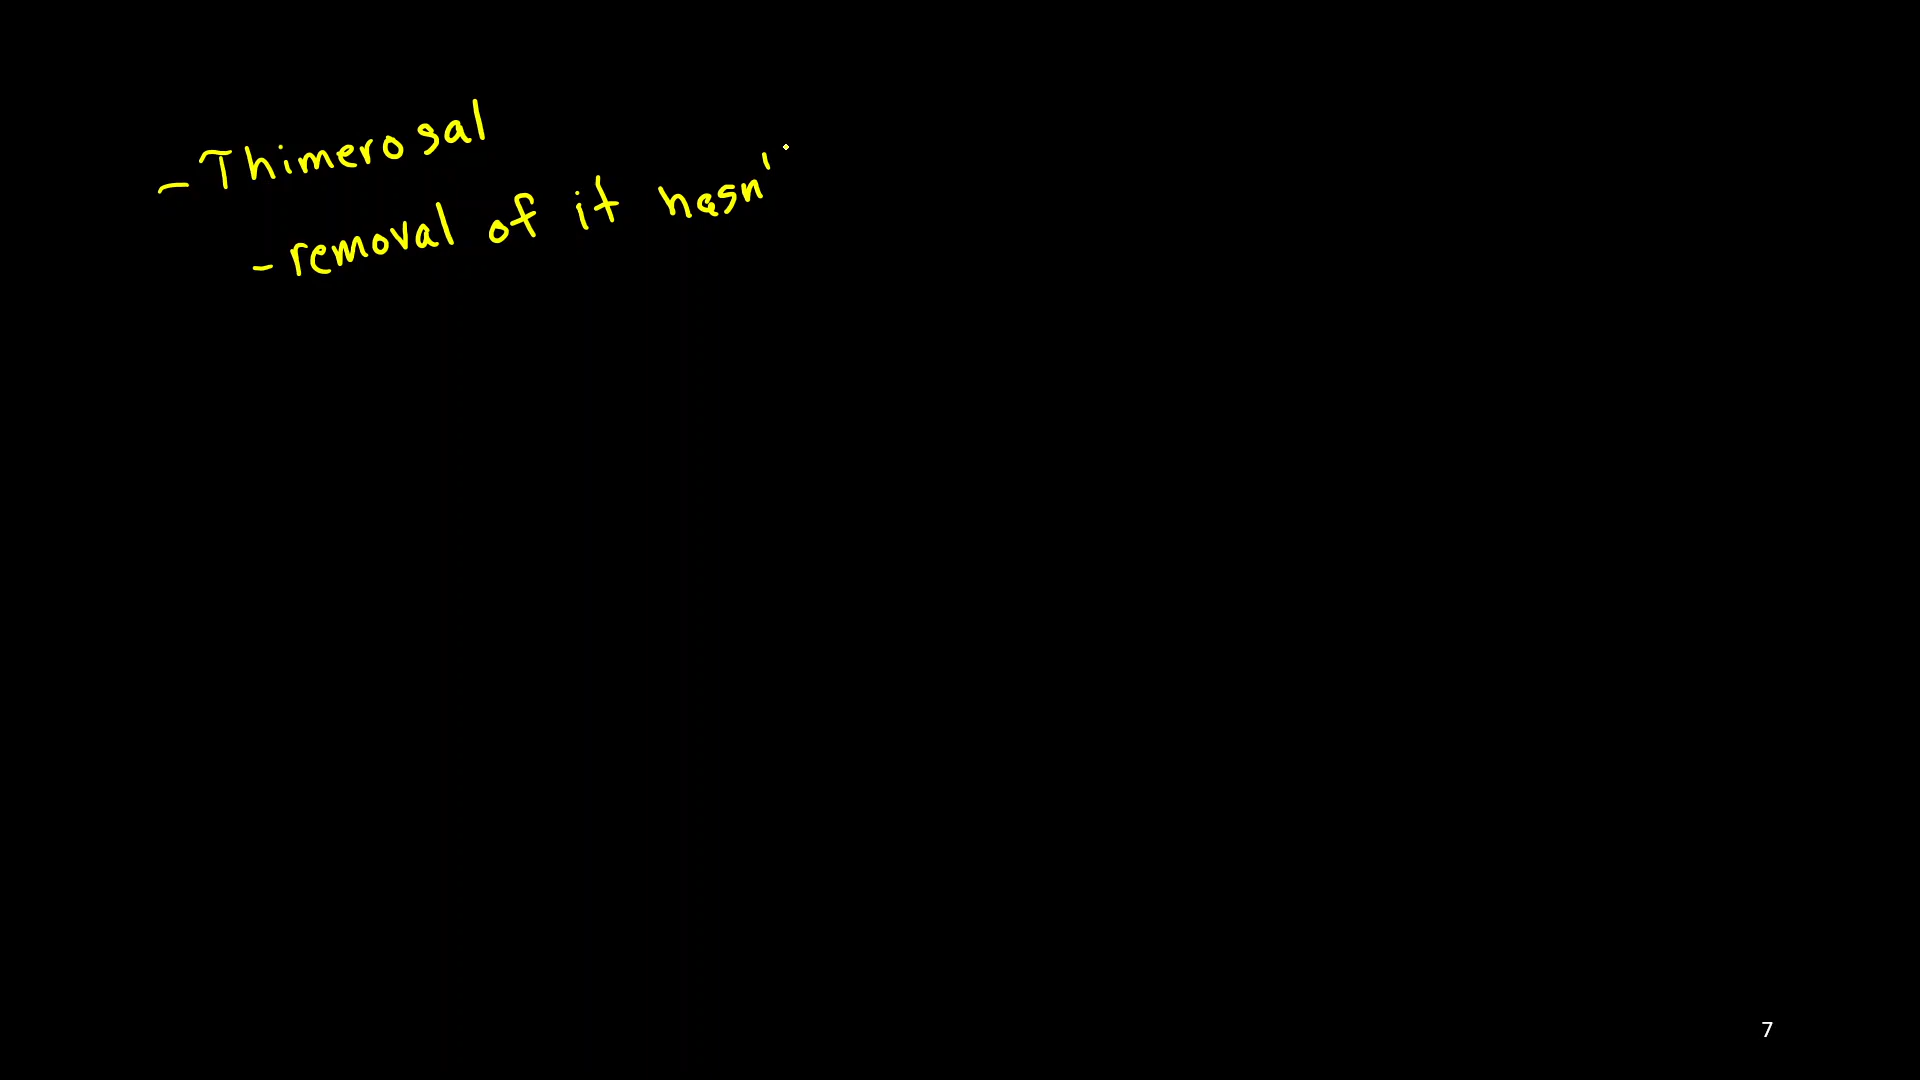 - Thimerosal
- removal of it hasn'
7